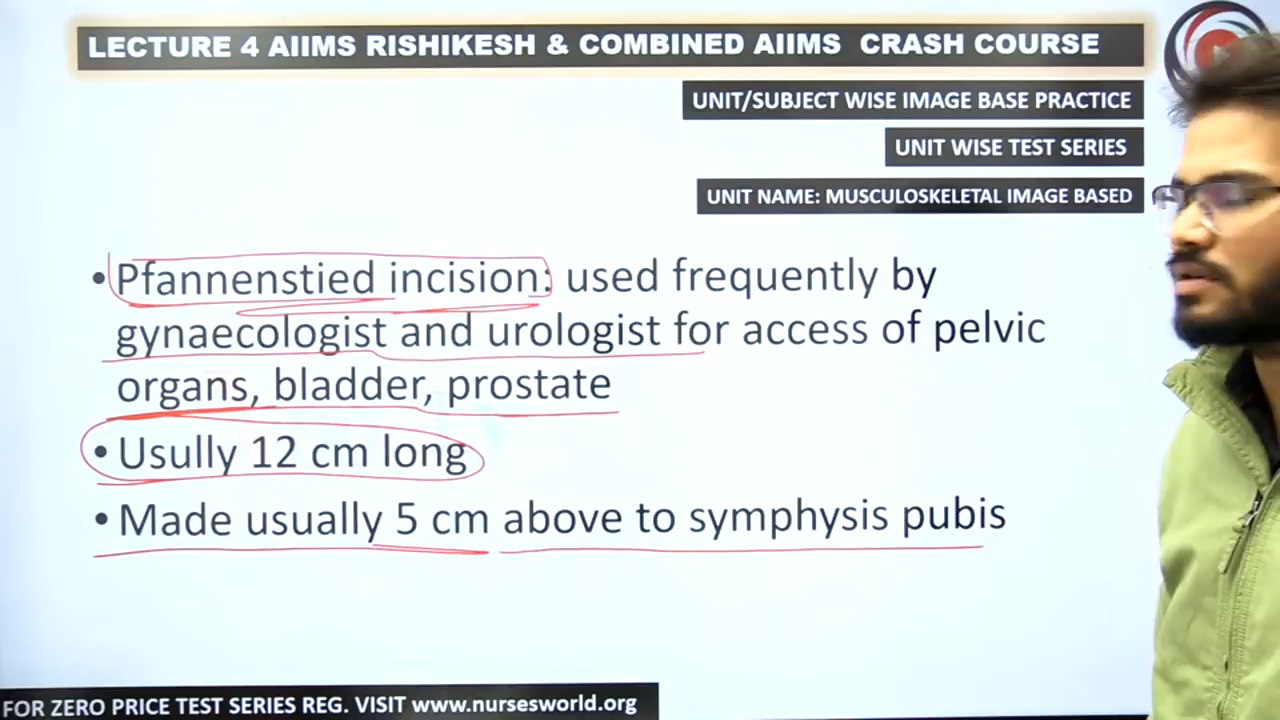 LECTURE 4 AIIMS RISHIKESH & COMBINED AIIMS CRASH COURSE
UNIT/SUBJECT WISE IMAGE BASE PRACTICE
UNIT WISE TEST SERIES
UNIT NAME: MUSCULOSKELETAL IMAGE BASED
• Pfannenstied incision: used frequently by
gynaecologist and urologist for access of pelvic
organs, bladder, prostate
• Usully 12 cm long
• Made usually 5 cm above to symphysis pubis
FOR ZERO PRICE TEST SERIES REG. VISIT www.nursesworld.org